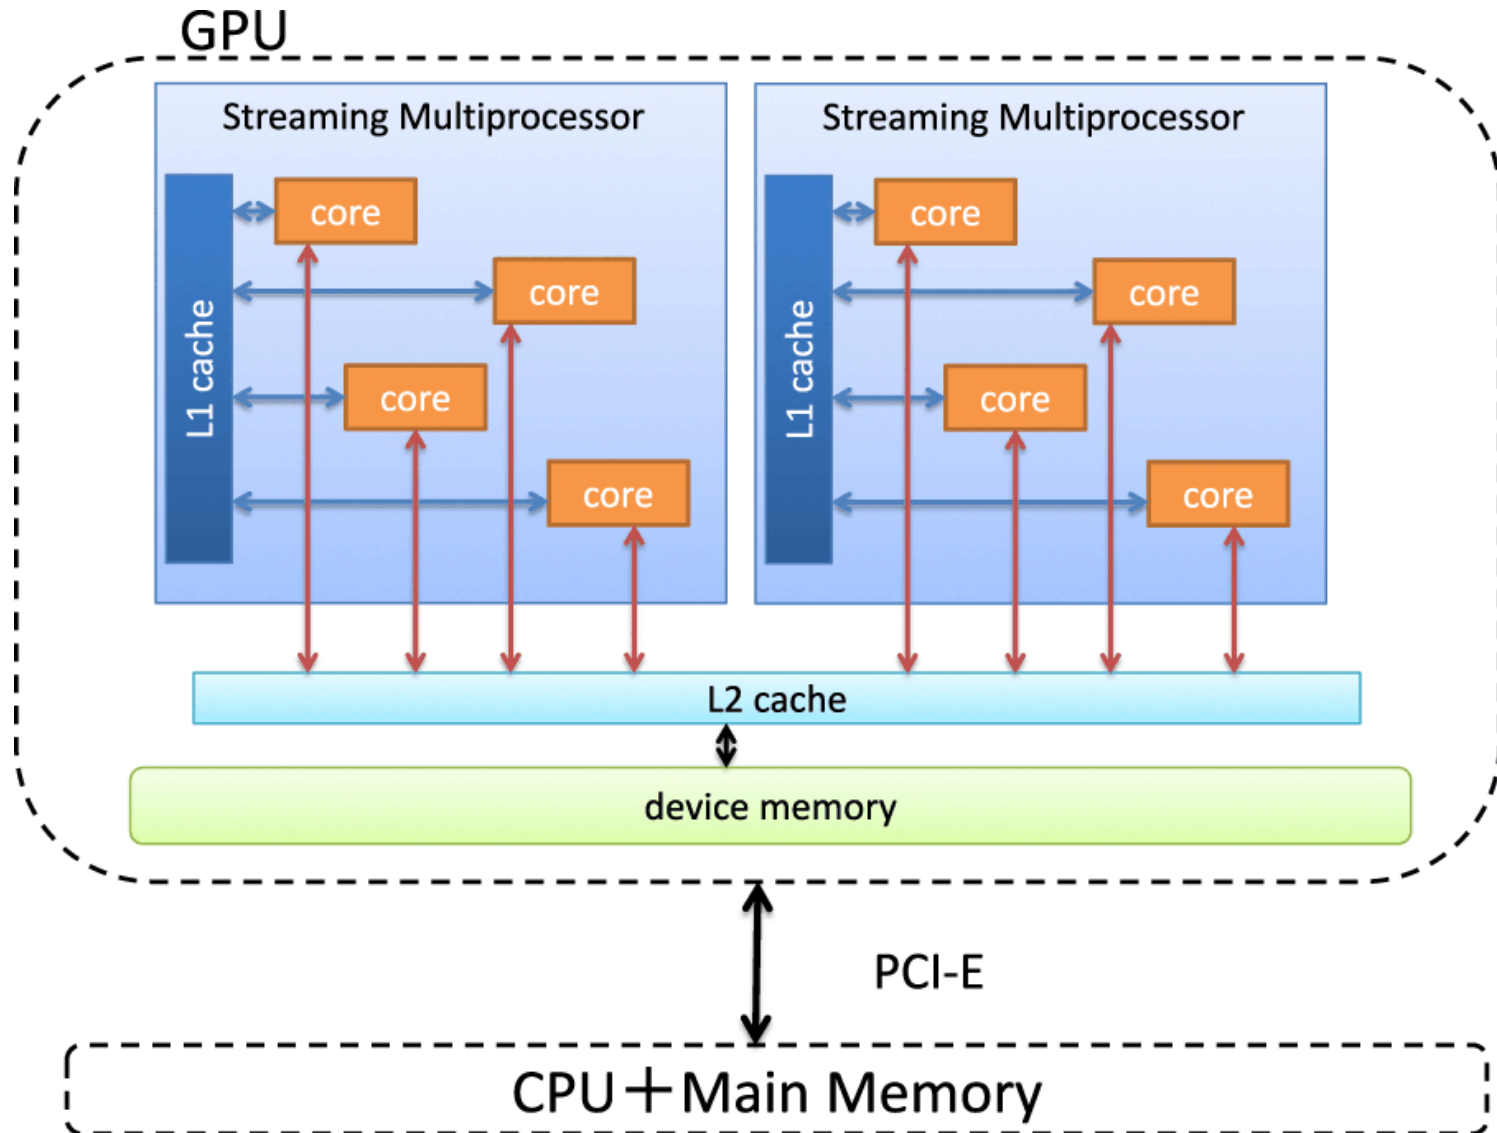 GPU
Streaming Multiprocessor
L1 cache
core
core
core
core
Streaming Multiprocessor
L1 cache
core
core
core
core
L2 cache
device memory
PCI-E
CPU＋Main Memory